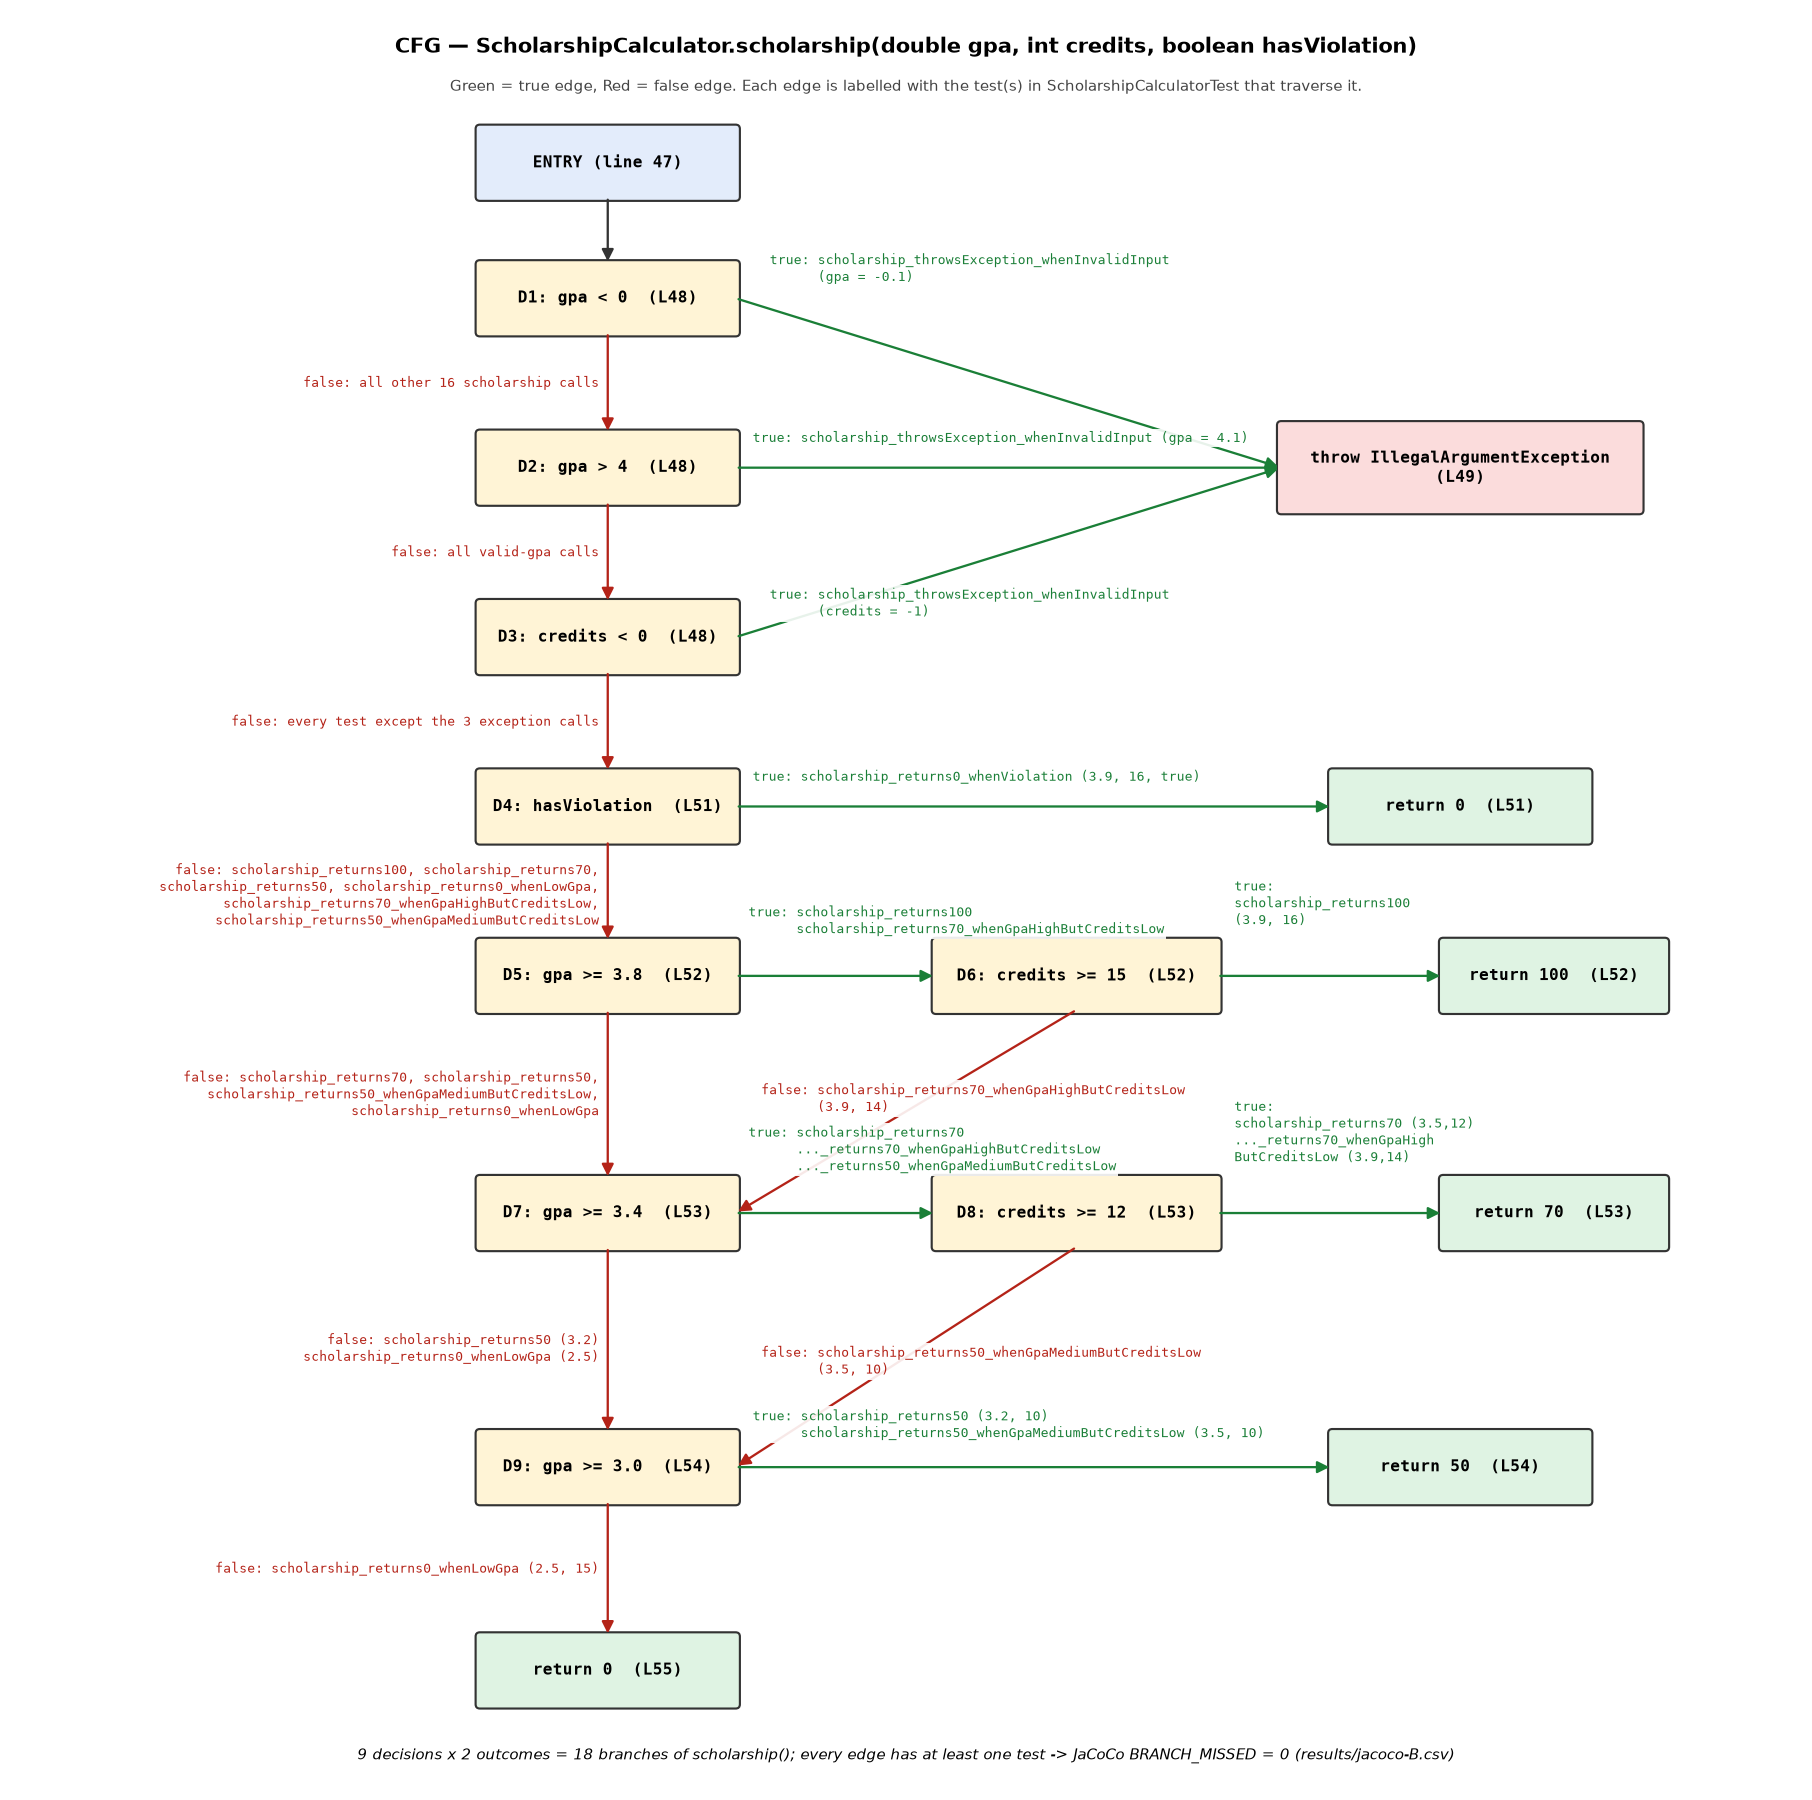 CFG — ScholarshipCalculator.scholarship(double gpa, int credits, boolean hasViolation)
Green = true edge, Red = false edge. Each edge is labelled with the test(s) in ScholarshipCalculatorTest that traverse it.
ENTRY (line 47)
D1: gpa < 0  (L48)
true: scholarship_throwsException_whenInvalidInput
(gpa = -0.1)
false: all other 16 scholarship calls
D2: gpa > 4  (L48)
true: scholarship_throwsException_whenInvalidInput (gpa = 4.1)
throw IllegalArgumentException
(L49)
false: all valid-gpa calls
D3: credits < 0  (L48)
true: scholarship_throwsException_whenInvalidInput
(credits = -1)
false: every test except the 3 exception calls
D4: hasViolation  (L51)
true: scholarship_returns0_whenViolation (3.9, 16, true)
return 0  (L51)
false: scholarship_returns100, scholarship_returns70,
scholarship_returns50, scholarship_returns0_whenLowGpa,
scholarship_returns70_whenGpaHighButCreditsLow,
scholarship_returns50_whenGpaMediumButCreditsLow
D5: gpa >= 3.8  (L52)
true: scholarship_returns100
scholarship_returns70_whenGpaHighButCreditsLow
D6: credits >= 15  (L52)
true:
scholarship_returns100
(3.9, 16)
return 100  (L52)
false: scholarship_returns70, scholarship_returns50,
scholarship_returns50_whenGpaMediumButCreditsLow,
scholarship_returns0_whenLowGpa
false: scholarship_returns70_whenGpaHighButCreditsLow
(3.9, 14)
D7: gpa >= 3.4  (L53)
true: scholarship_returns70
..._returns70_whenGpaHighButCreditsLow
..._returns50_whenGpaMediumButCreditsLow
D8: credits >= 12  (L53)
true:
scholarship_returns70 (3.5,12)
..._returns70_whenGpaHigh
ButCreditsLow (3.9,14)
return 70  (L53)
false: scholarship_returns50 (3.2)
scholarship_returns0_whenLowGpa (2.5)
false: scholarship_returns50_whenGpaMediumButCreditsLow
(3.5, 10)
D9: gpa >= 3.0  (L54)
true: scholarship_returns50 (3.2, 10)
scholarship_returns50_whenGpaMediumButCreditsLow (3.5, 10)
return 50  (L54)
false: scholarship_returns0_whenLowGpa (2.5, 15)
return 0  (L55)
9 decisions x 2 outcomes = 18 branches of scholarship(); every edge has at least one test -> JaCoCo BRANCH_MISSED = 0 (results/jacoco-B.csv)